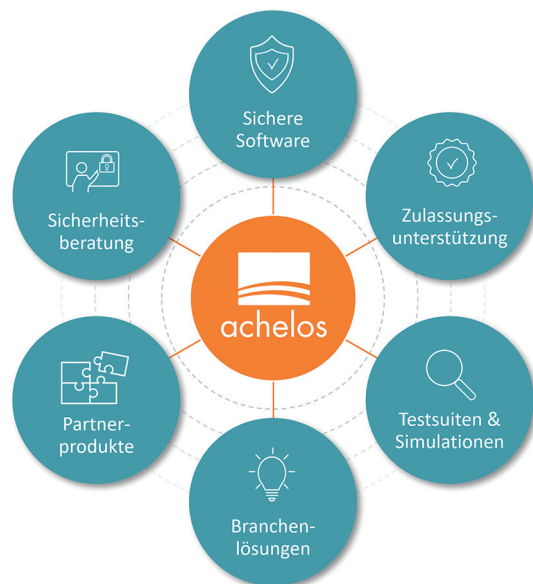 Sichere
Software
Zulassungs-
unterstützung
Testsuiten &
Simulationen
Branchen-
lösungen
Partner-
produkte
Sicherheits-
beratung
achelos